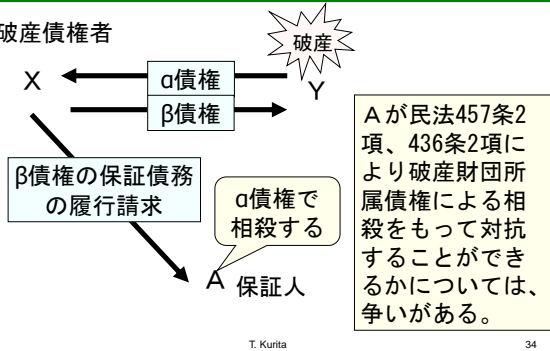 破産債権者
破産
X
α債権
Y
β債権
β債権の保証債務
の履行請求
α債権で
相殺する
A 保証人
Aが民法457条2
項、436条2項に
より破産財団所
属債権による相
殺をもって対抗
することができ
るかについては、
争いがある。
T. Kurita
34